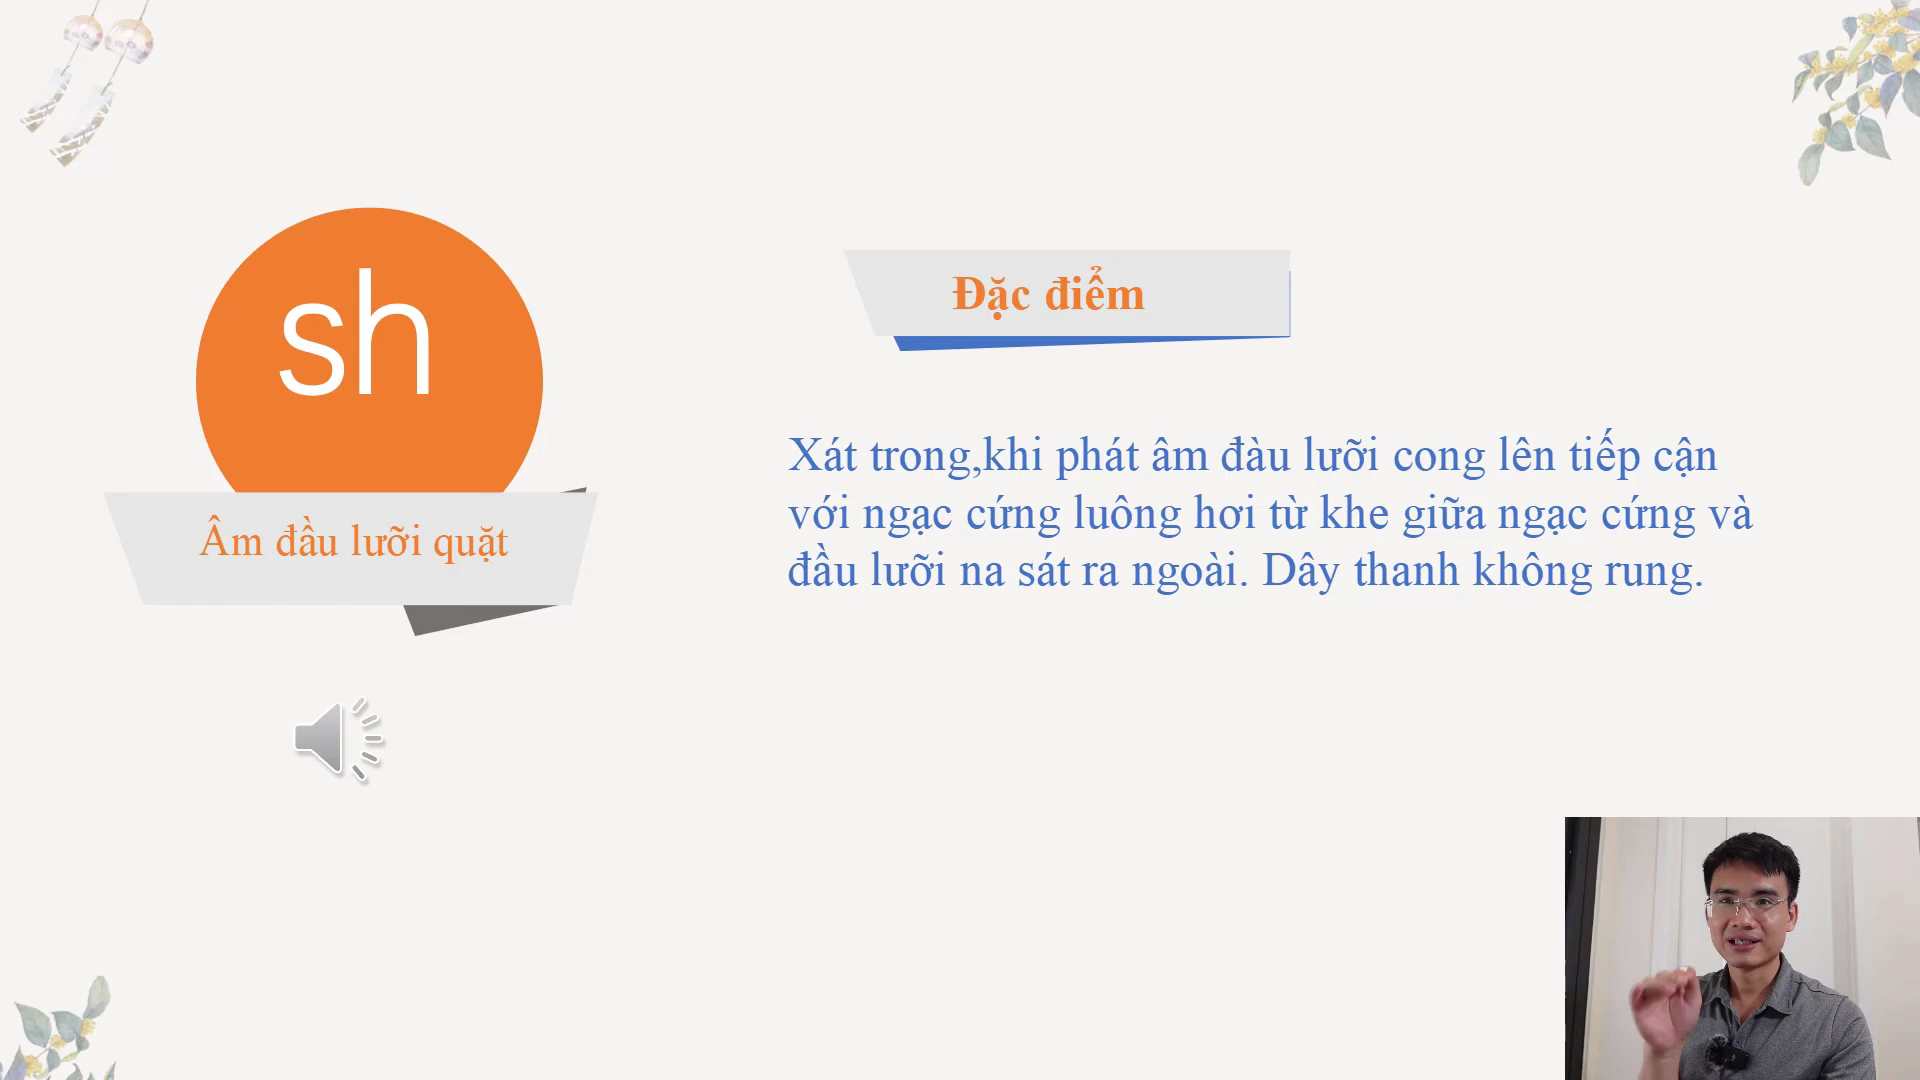 sh
Âm đầu lưỡi quặt
Đặc điểm
Xát trong,khi phát âm đàu lưỡi cong lên tiếp cận
với ngạc cứng luông hơi từ khe giữa ngạc cứng và
đầu lưỡi na sát ra ngoài. Dây thanh không rung.